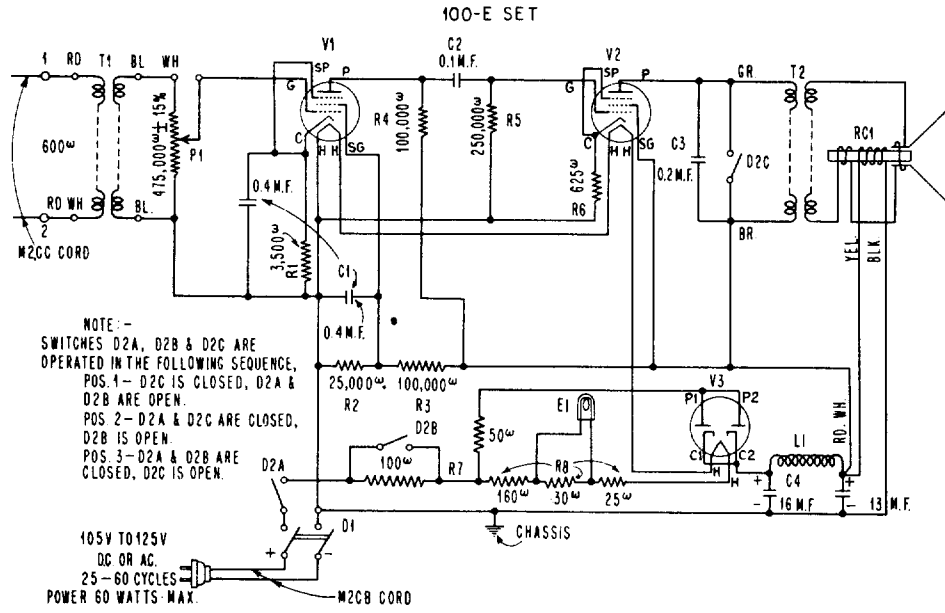 100-E SET
V1
C2
0.1 M.F.
V2
1
RD
T1
BL
WH
SP
P
G
R4
100,000ω
250,000ω
R5
SP
P
G
GR
T2
600ω
475,000ω ± 15%
P1
C
H H
SG
C
H H
SG
C3
0.2 M.F.
D2C
RC1
0.4 M.F.
625ω
R6
RD WH
BL.
2
BR
M2CC CORD
3,500ω
R1
C1
YEL.
BLK.
0.4 M.F.
NOTE:-
SWITCHES D2A, D2B & D2C ARE
OPERATED IN THE FOLLOWING SEQUENCE,
POS. 1- D2C IS CLOSED, D2A &
D2B ARE OPEN.
POS. 2- D2A & D2C ARE CLOSED,
D2B IS OPEN.
POS. 3- D2A & D2B ARE
CLOSED, D2C IS OPEN.
25,000ω
100,000ω
R2
R3
V3
P1
P2
E1
RD. WH.
50ω
D2B
L1
C1
C2
H
H
D2A
100ω
R7
160ω
R8
30ω
25ω
+
-
C4
16 M.F.
+
-
13 M.F.
CHASSIS
D1
+
-
105V TO 125V
D.C. OR AC.
25-60 CYCLES
POWER 60 WATTS-MAX.
M2CB CORD